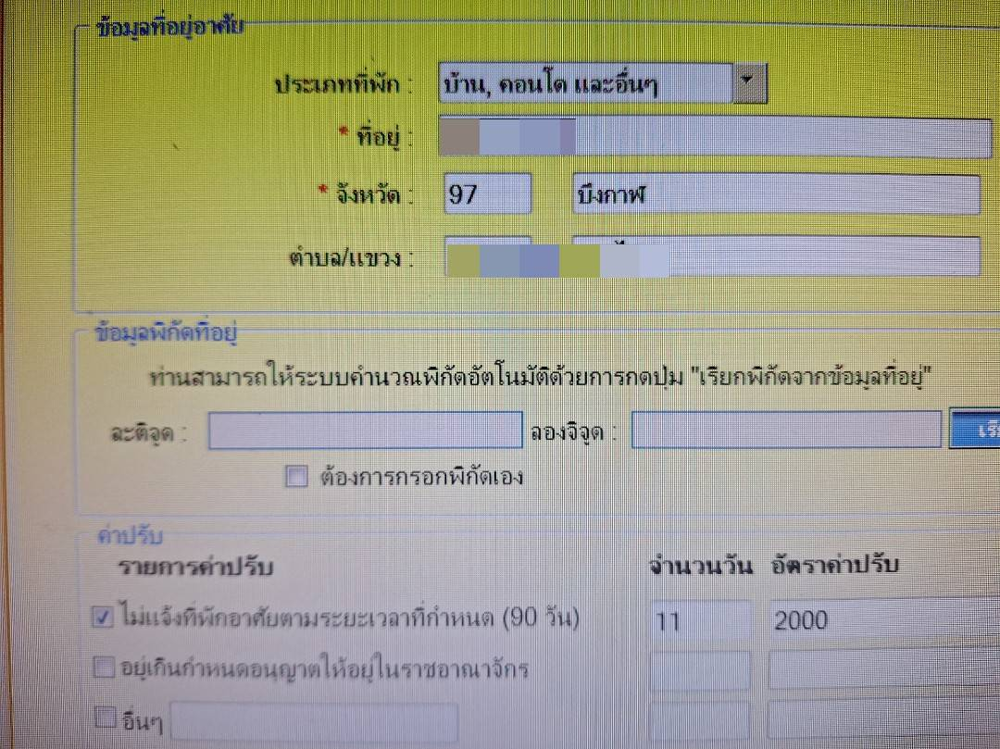 ข้อมูลที่อยู่อาศัย
ประเภทที่พัก : บ้าน, คอนโด และอื่นๆ
* ที่อยู่ :
* จังหวัด : 97 บึงกาฬ
ตำบล/แขวง :
ข้อมูลพิกัดที่อยู่
ท่านสามารถให้ระบบคำนวณพิกัดอัตโนมัติด้วยการกดปุ่ม "เรียกพิกัดจากข้อมูลที่อยู่"
ละติจูด : ลองจิจูด :
ต้องการกรอกพิกัดเอง
ค่าปรับ
รายการค่าปรับ จำนวนวัน อัตราค่าปรับ
ไม่แจ้งที่พักอาศัยตามระยะเวลาที่กำหนด (90 วัน) 11 2000
อยู่เกินกำหนดอนุญาตให้อยู่ในราชอาณาจักร
อื่นๆ